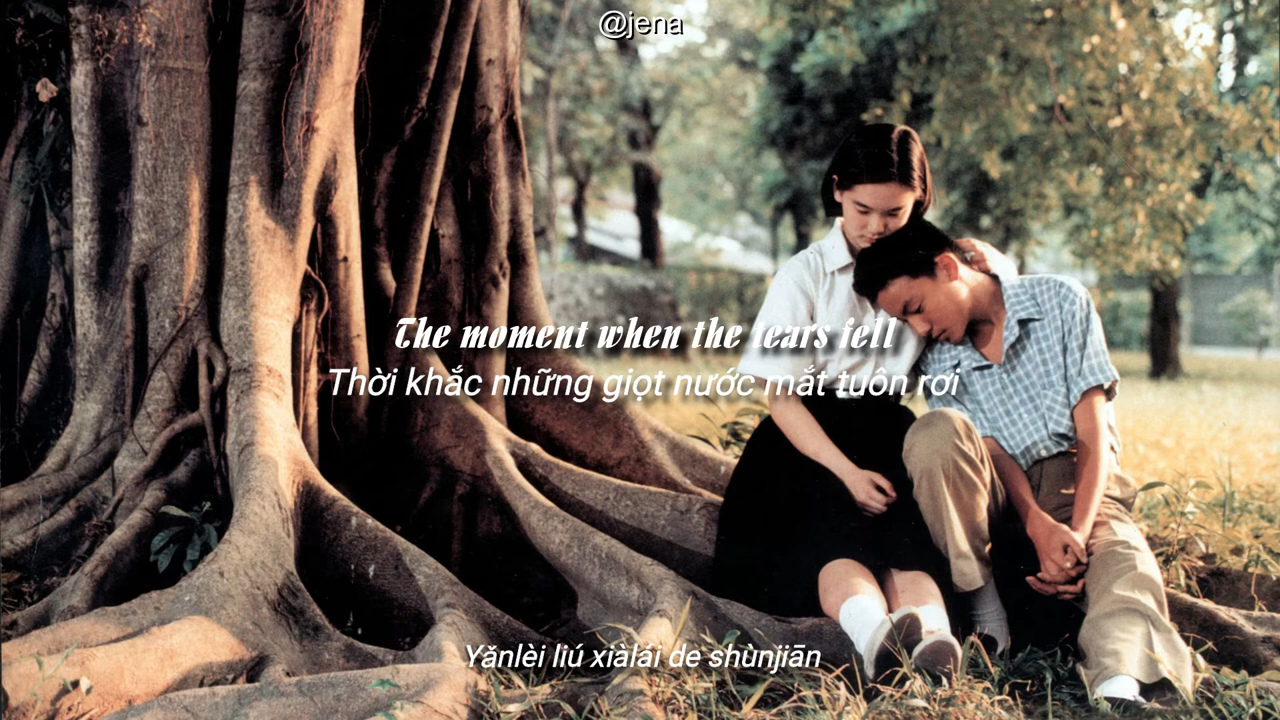 @jena
The moment when the tears fell
Thời khắc những giọt nước mắt tuôn rơi
Yǎnlèi liú xiàlái de shùnjiān